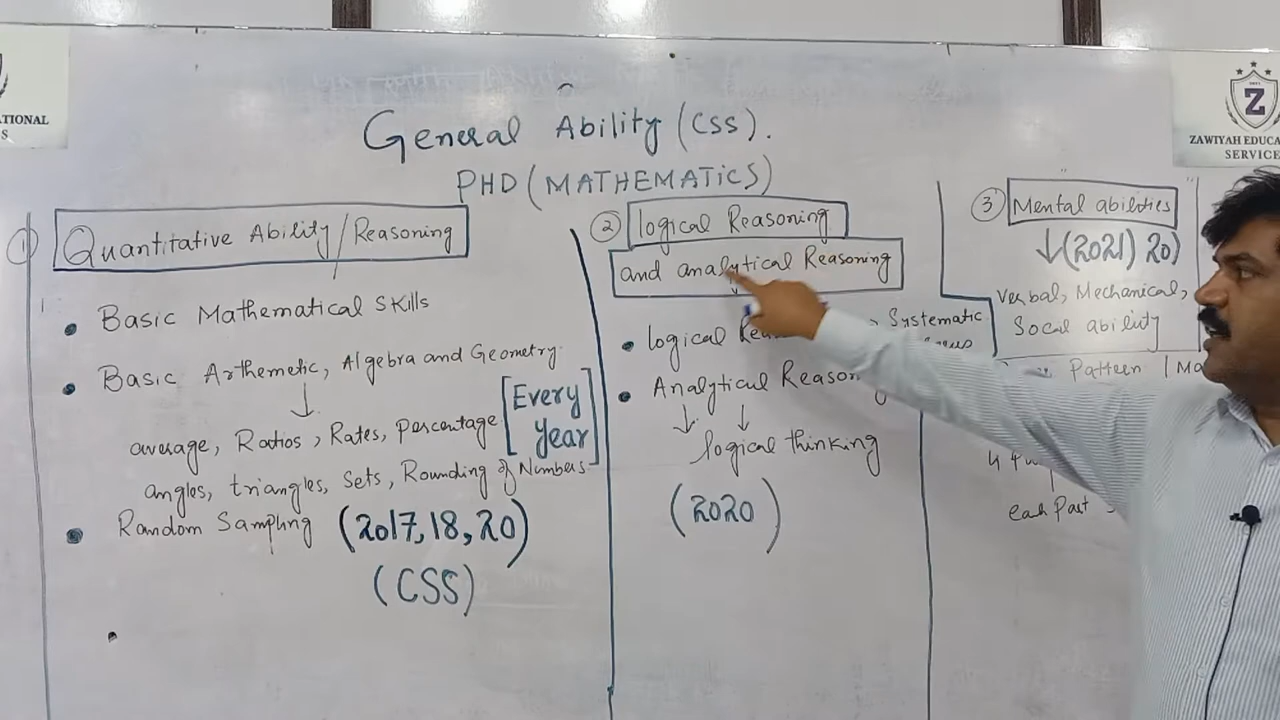 General Ability (CSS).
PHD (MATHEMATICS)
TIONAL
S
Z
ZAWIYAH EDUCA
SERVICE
1
Quantitative Ability / Reasoning
• Basic Mathematical Skills
• Basic Arthemetic, Algebra and Geometry
average, Ratios, Rates, percentage
[Every year]
angles, triangles, Sets, Rounding of Numbers
• Random Sampling (2017, 18, 20)
(CSS)
2 logical Reasoning
and analytical Reasoning
• logical Systematic
• Analytical Reason
logical thinking
(2020)
3 Mental abilities
(2021) 20)
Verbal, Mechanical,
Social ability
Patteen
each Past